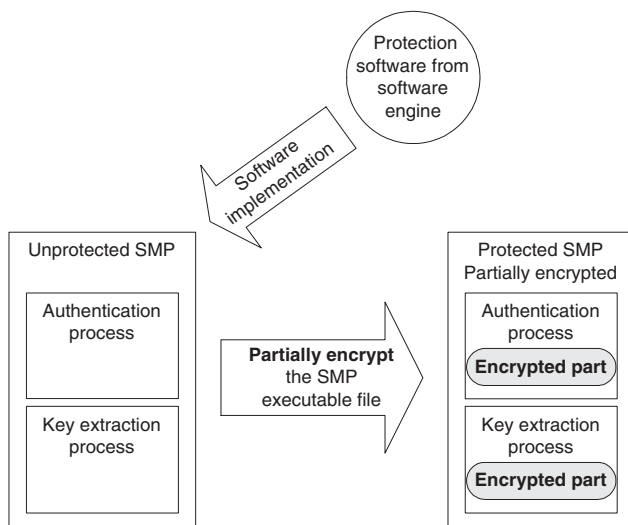 Protection
software from
software
engine
Software
implementation
Unprotected SMP
Authentication
process
Key extraction
process
Partially encrypt
the SMP
executable file
Protected SMP
Partially encrypted
Authentication
process
Encrypted part
Key extraction
process
Encrypted part